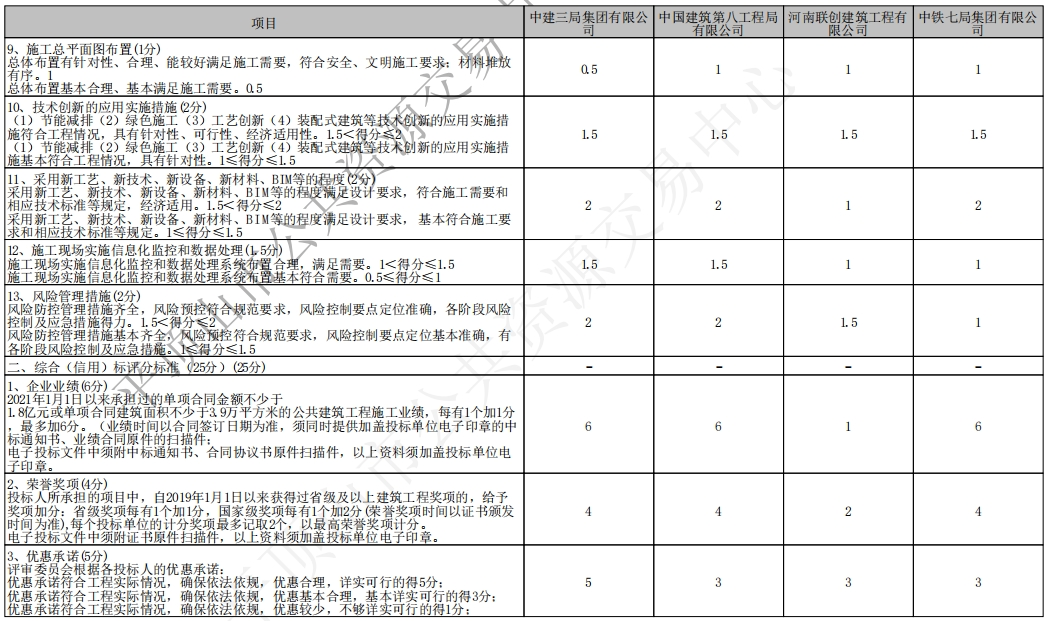 项目
中建三局集团有限公
司
中国建筑第八工程局
有限公司
河南联创建筑工程有
限公司
中铁七局集团有限公
司
9、施工总平面图布置(1分)
总体布置有针对性、合理、能较好满足施工需要，符合安全、文明施工要求；材料堆放
有序。1
总体布置基本合理、基本满足施工需要。0.5
0.5
1
1
1
10、技术创新的应用实施措施(2分)
（1）节能减排（2）绿色施工（3）工艺创新（4）装配式建筑等技术创新的应用实施措
施符合工程情况，具有针对性、可行性、经济适用性。1.5<得分≤2
（1）节能减排（2）绿色施工（3）工艺创新（4）装配式建筑等技术创新的应用实施措
施基本符合工程情况，具有针对性。1≤得分≤1.5
1.5
1.5
1.5
1.5
11、采用新工艺、新技术、新设备、新材料、BIM等的程度(2分)
采用新工艺、新技术、新设备、新材料、BIM等的程度满足设计要求，符合施工需要和
相应技术标准等规定，经济适用。1.5<得分≤2
采用新工艺、新技术、新设备、新材料、BIM等的程度满足设计要求， 基本符合施工要
求和相应技术标准等规定。1≤得分≤1.5
2
2
1
2
12、施工现场实施信息化监控和数据处理(1.5分)
施工现场实施信息化监控和数据处理系统布置合理，满足需要。1<得分≤1.5
施工现场实施信息化监控和数据处理系统布置基本符合需要。0.5≤得分≤1
1.5
1.5
1
1
13、风险管理措施(2分)
风险防控管理措施齐全，风险预控符合规范要求，风险控制要点定位准确，各阶段风险
控制及应急措施得力。1.5<得分≤2
风险防控管理措施基本齐全，风险预控符合规范要求，风险控制要点定位基本准确，有
各阶段风险控制及应急措施。1≤得分≤1.5
2
2
1.5
1
二、综合（信用）标评分标准（25分）(25分)
-
-
-
-
1、企业业绩(6分)
2021年1月1日以来承担过的单项合同金额不少于
1.8亿元或单项合同建筑面积不少于3.9万平方米的公共建筑工程施工业绩，每有1个加1分
，最多加6分。（业绩时间以合同签订日期为准，须同时提供加盖投标单位电子印章的中
标通知书、业绩合同原件的扫描件；
电子投标文件中须附中标通知书、合同协议书原件扫描件，以上资料须加盖投标单位电
子印章。
6
6
1
6
2、荣誉奖项(4分)
投标人所承担的项目中，自2019年1月1日以来获得过省级及以上建筑工程奖项的，给予
奖项加分：省级奖项每有1个加1分，国家级奖项每有1个加2分(荣誉奖项时间以证书颁发
时间为准),每个投标单位的计分奖项最多记取2个，以最高荣誉奖项计分。
电子投标文件中须附证书原件扫描件，以上资料须加盖投标单位电子印章。
4
4
2
4
3、优惠承诺(5分)
评审委员会根据各投标人的优惠承诺：
优惠承诺符合工程实际情况，确保依法依规，优惠合理，详实可行的得5分；
优惠承诺符合工程实际情况，确保依法依规，优惠基本合理，基本详实可行的得3分；
优惠承诺符合工程实际情况，确保依法依规，优惠较少，不够详实可行的得1分；
5
3
3
3
平顶山市公共资源交易中心
平顶山市公共资源交易中心